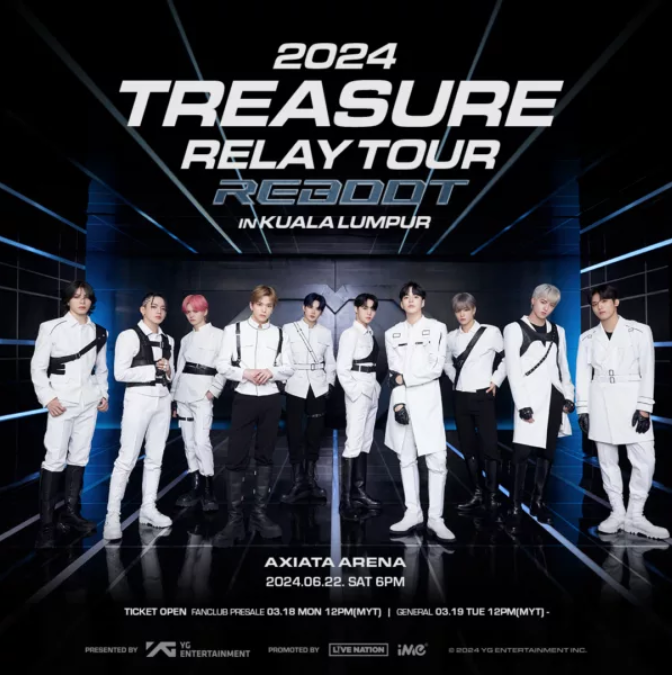 2024
TREASURE
RELAY TOUR
REBOOT
IN KUALA LUMPUR
AXIATA ARENA
2024.06.22. SAT 6PM
TICKET OPEN FANCLUB PRESALE 03.18 MON 12PM(MYT) | GENERAL 03.19 TUE 12PM(MYT) -
PRESENTED BY YG YG ENTERTAINMENT PROMOTED BY LIVE NATION iMe © 2024 YG ENTERTAINMENT INC.